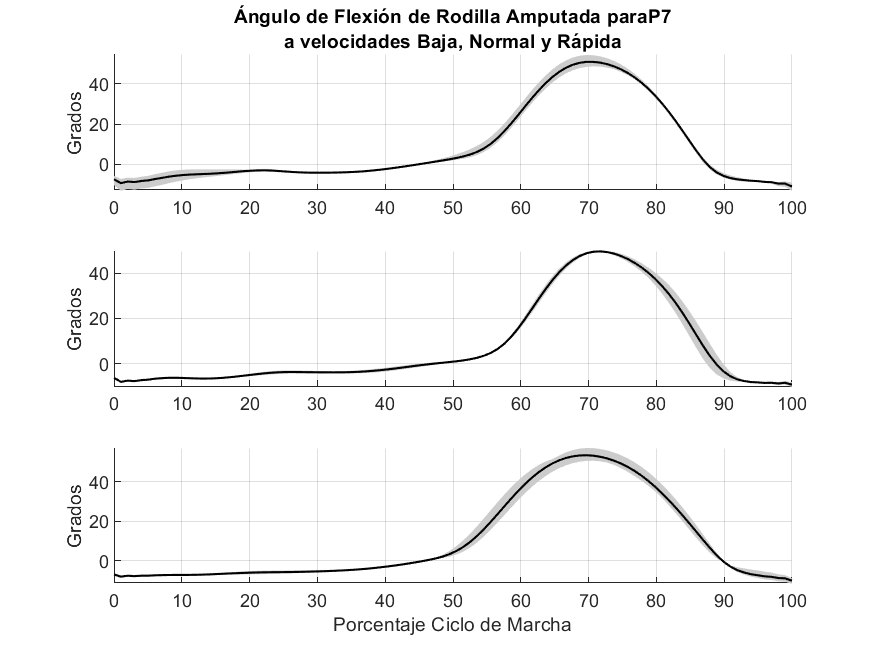 Ángulo de Flexión de Rodilla Amputada paraP7
a velocidades Baja, Normal y Rápida
Grados
40
20
0
0 10 20 30 40 50 60 70 80 90 100
Grados
40
20
0
0 10 20 30 40 50 60 70 80 90 100
Grados
40
20
0
0 10 20 30 40 50 60 70 80 90 100
Porcentaje Ciclo de Marcha